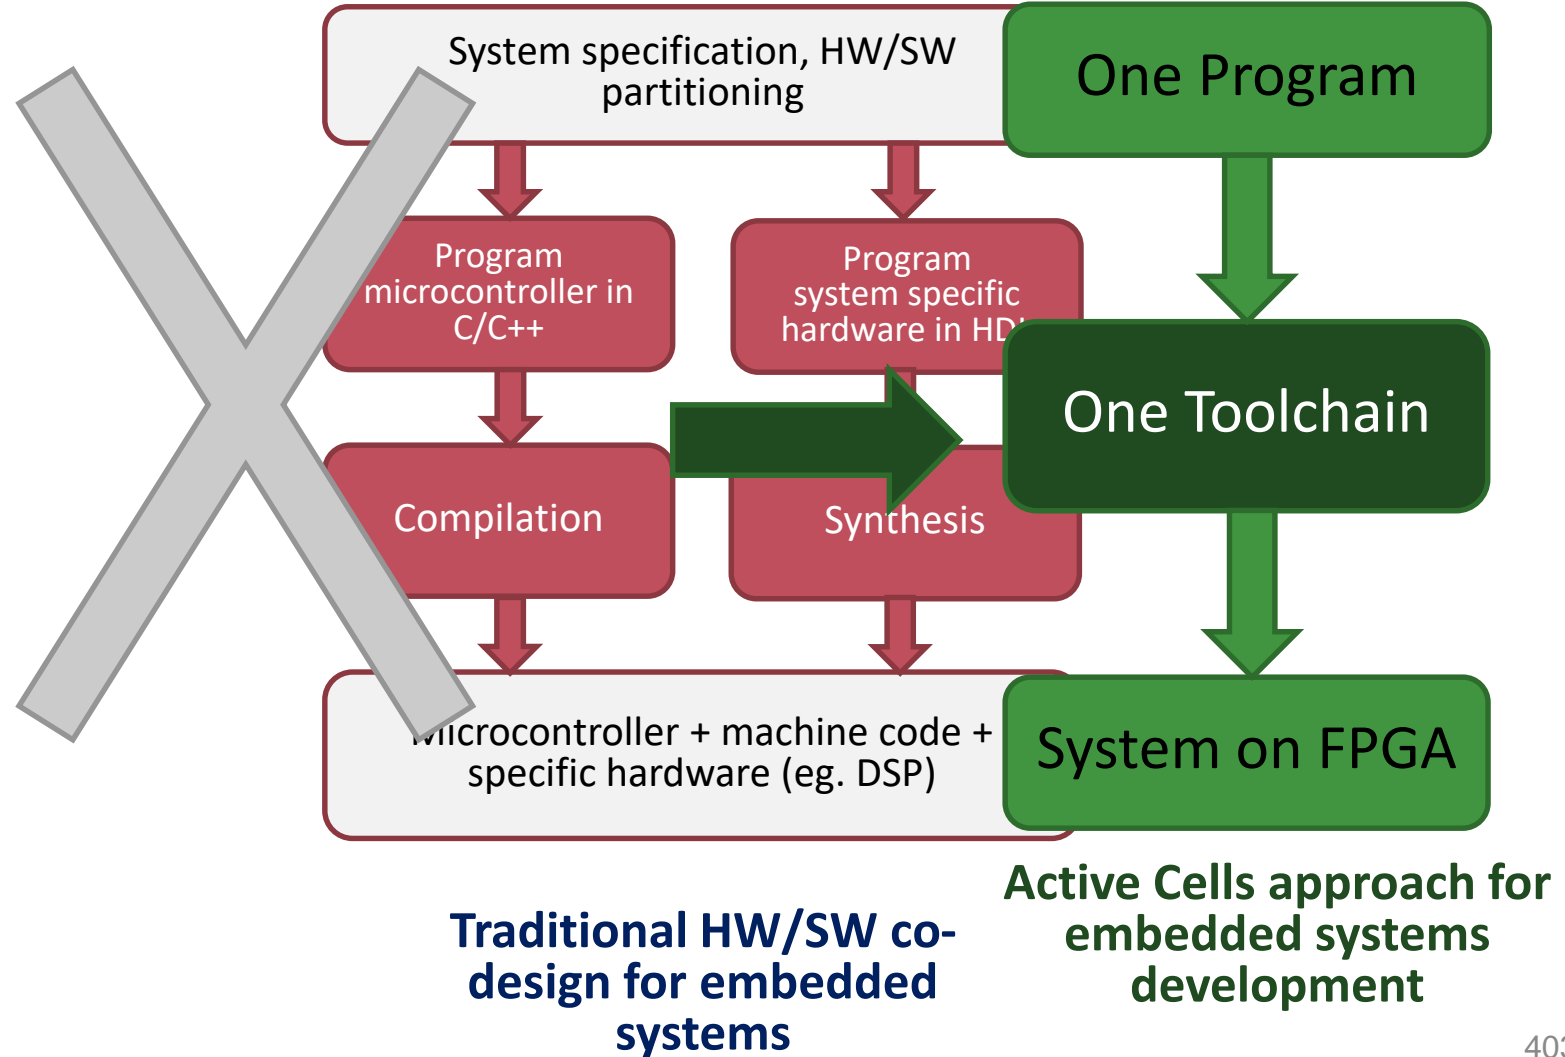 System specification, HW/SW
partitioning
One Program
Program
microcontroller in
C/C++
Program
system specific
hardware in
One Toolchain
Compilation
Synthesis
Microcontroller + machine code +
specific hardware (eg. DSP)
System on FPGA
Traditional HW/SW co-
design for embedded
systems
Active Cells approach for
embedded systems
development